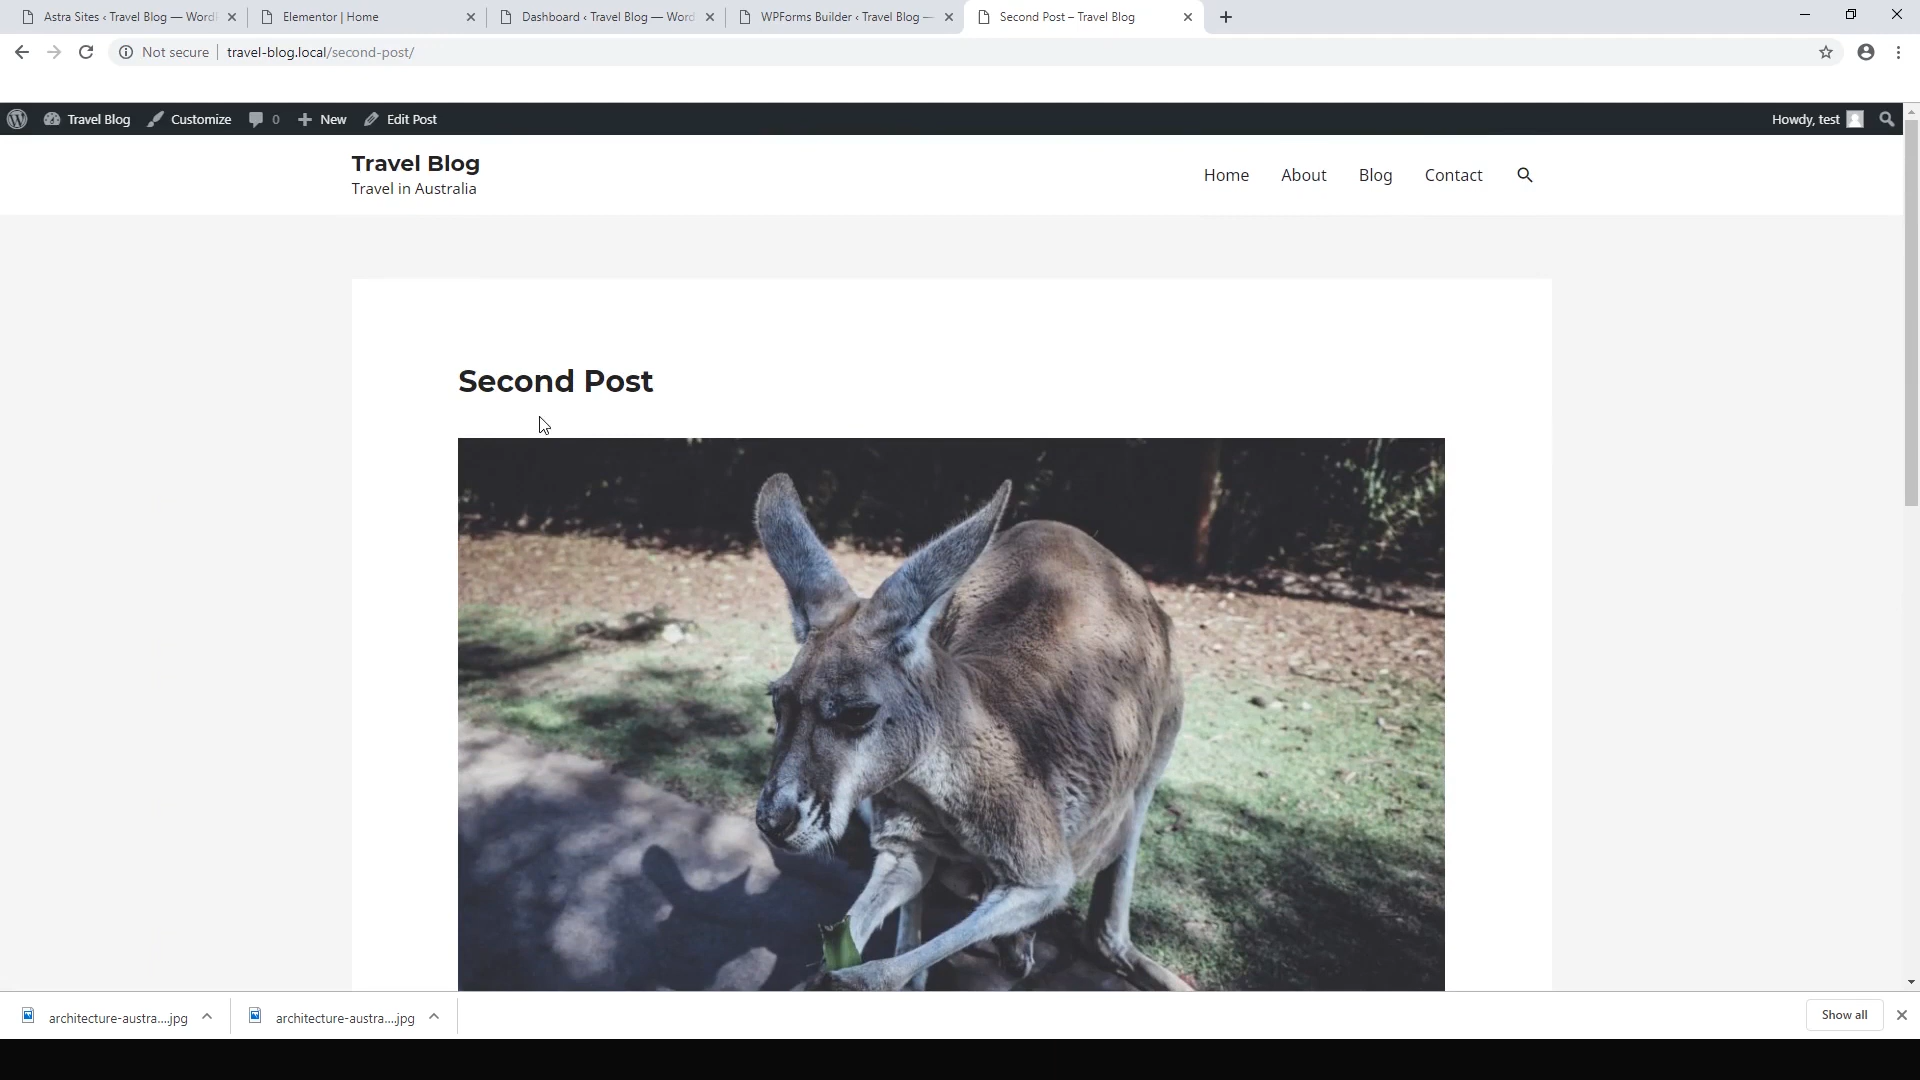 Astra Sites ‹ Travel Blog — Word
Elementor | Home
Dashboard ‹ Travel Blog — Word
WPForms Builder ‹ Travel Blog —
Second Post – Travel Blog
Not secure
travel-blog.local/second-post/
Travel Blog
Customize
0
New
Edit Post
Howdy, test
Travel Blog
Travel in Australia
Home
About
Blog
Contact
Second Post
architecture-austra....jpg
architecture-austra....jpg
Show all